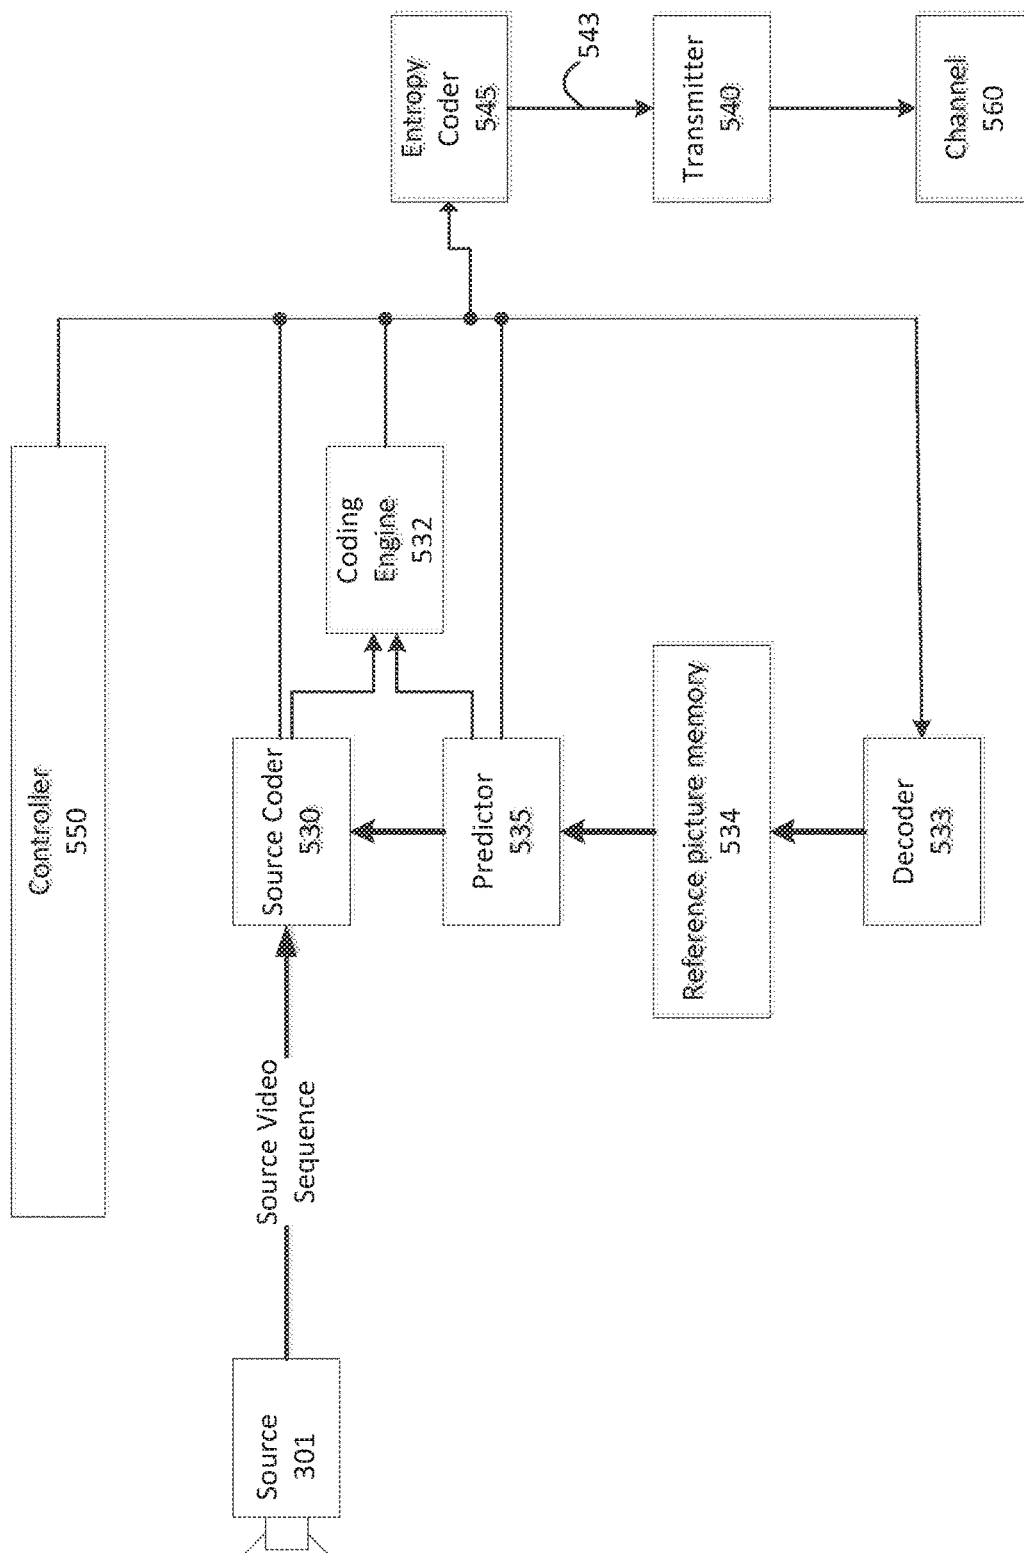 Controller
550
Source
301
Source Video
Sequence
Source Coder
530
Coding
Engine
532
Predictor
535
Reference picture memory
534
Decoder
533
Entropy
Coder
545
543
Transmitter
540
Channel
560